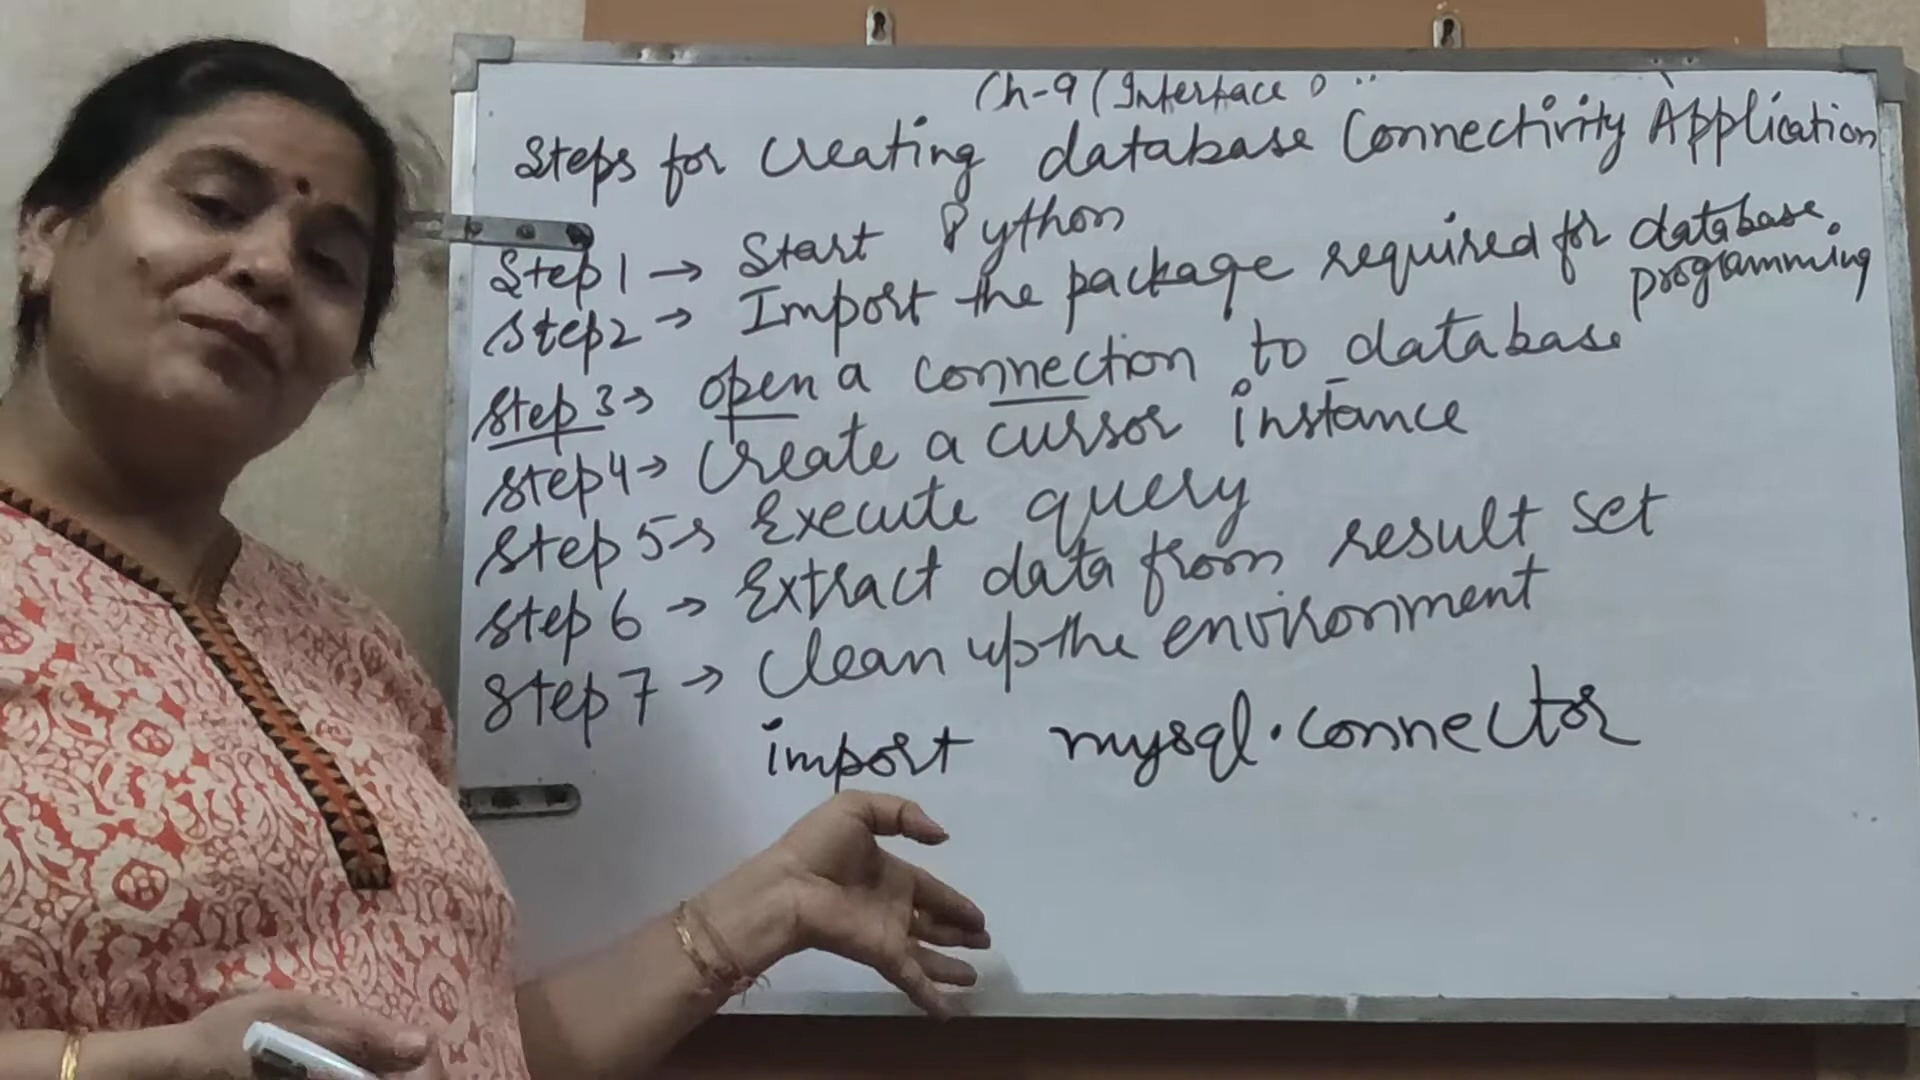 Ch-9 (Interface
Steps for Creating database Connectivity Application
Step 1 → Start Python
Step 2 → Import the package required for database
programming
Step 3 → open a connection to database
Step 4 → Create a cursor instance
Step 5 → Execute query
Step 6 → Extract data from result set
Step 7 → Clean up the environment
import mysql.connector